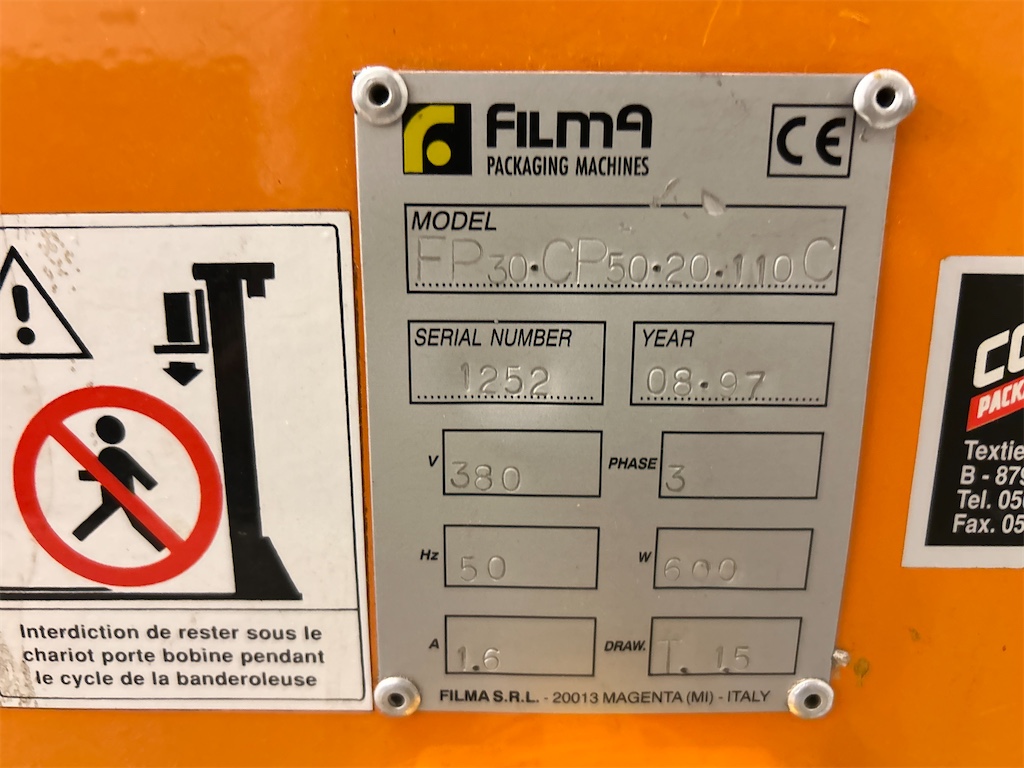 FILMA
PACKAGING MACHINES
CE
MODEL
FP30·CP50·20·110C
SERIAL NUMBER
1252
YEAR
08·97
V 380
PHASE 3
Hz 50
W 600
A 1.6
DRAW. T. 15
FILMA S.R.L. - 20013 MAGENTA (MI) - ITALY
!
Interdiction de rester sous le
chariot porte bobine pendant
le cycle de la banderoleuse
B - 879
Tel. 05
Fax. 05